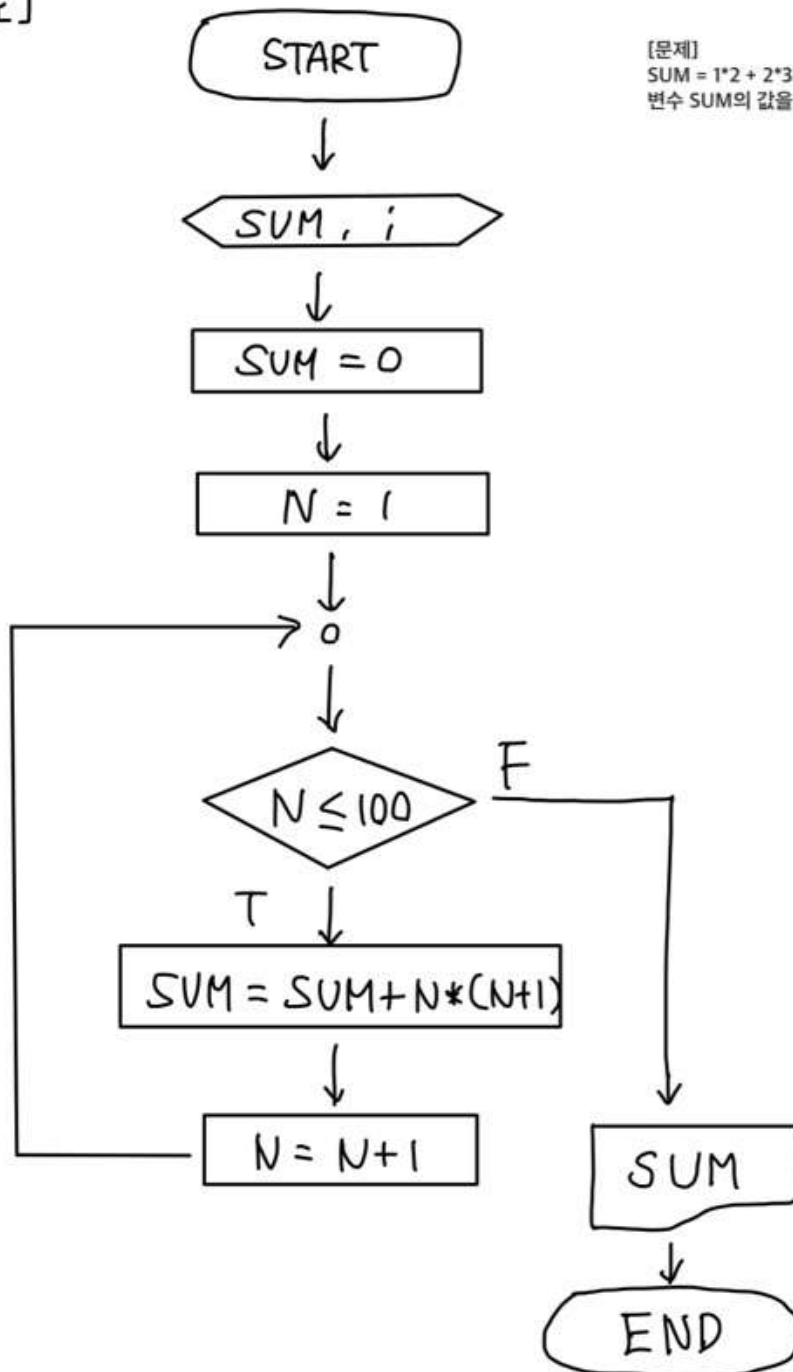 START
[문제]
SUM = 1*2 + 2*3
변수 SUM의 값을
SUM, i
SUM = 0
N = 1
N ≤ 100
F
T
SUM = SUM+N*(N+1)
N = N+1
SUM
END